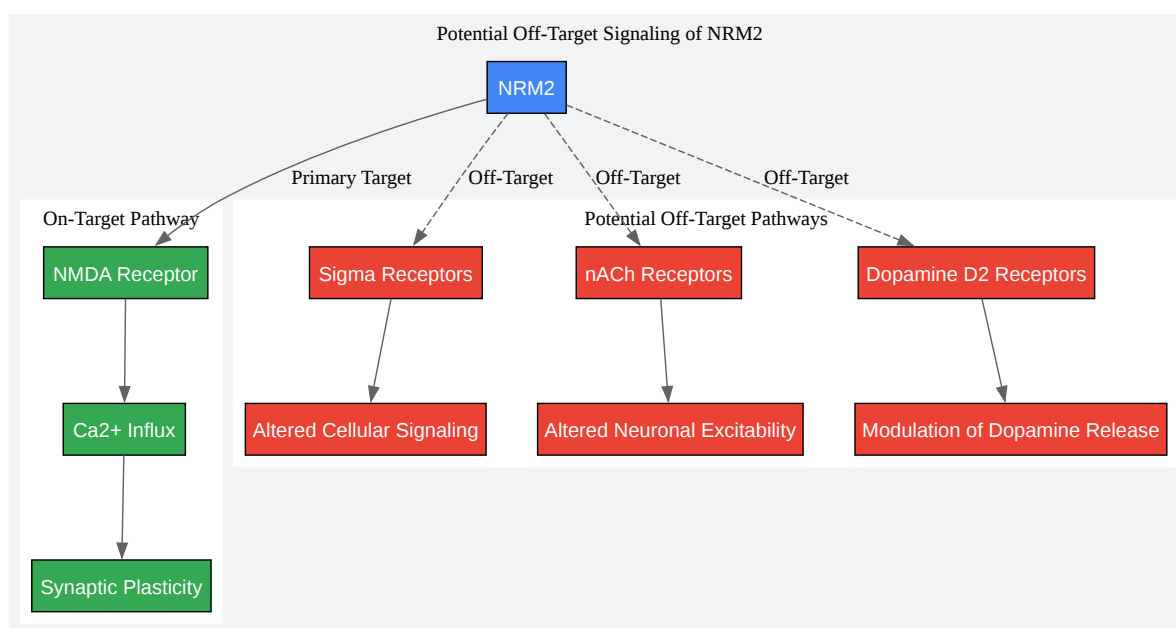 Potential Off-Target Signaling of NRM2
NRM2
Primary Target
Off-Target
Off-Target
Off-Target
On-Target Pathway
Potential Off-Target Pathways
NMDA Receptor
Sigma Receptors
nACh Receptors
Dopamine D2 Receptors
Ca2+ Influx
Altered Cellular Signaling
Altered Neuronal Excitability
Modulation of Dopamine Release
Synaptic Plasticity